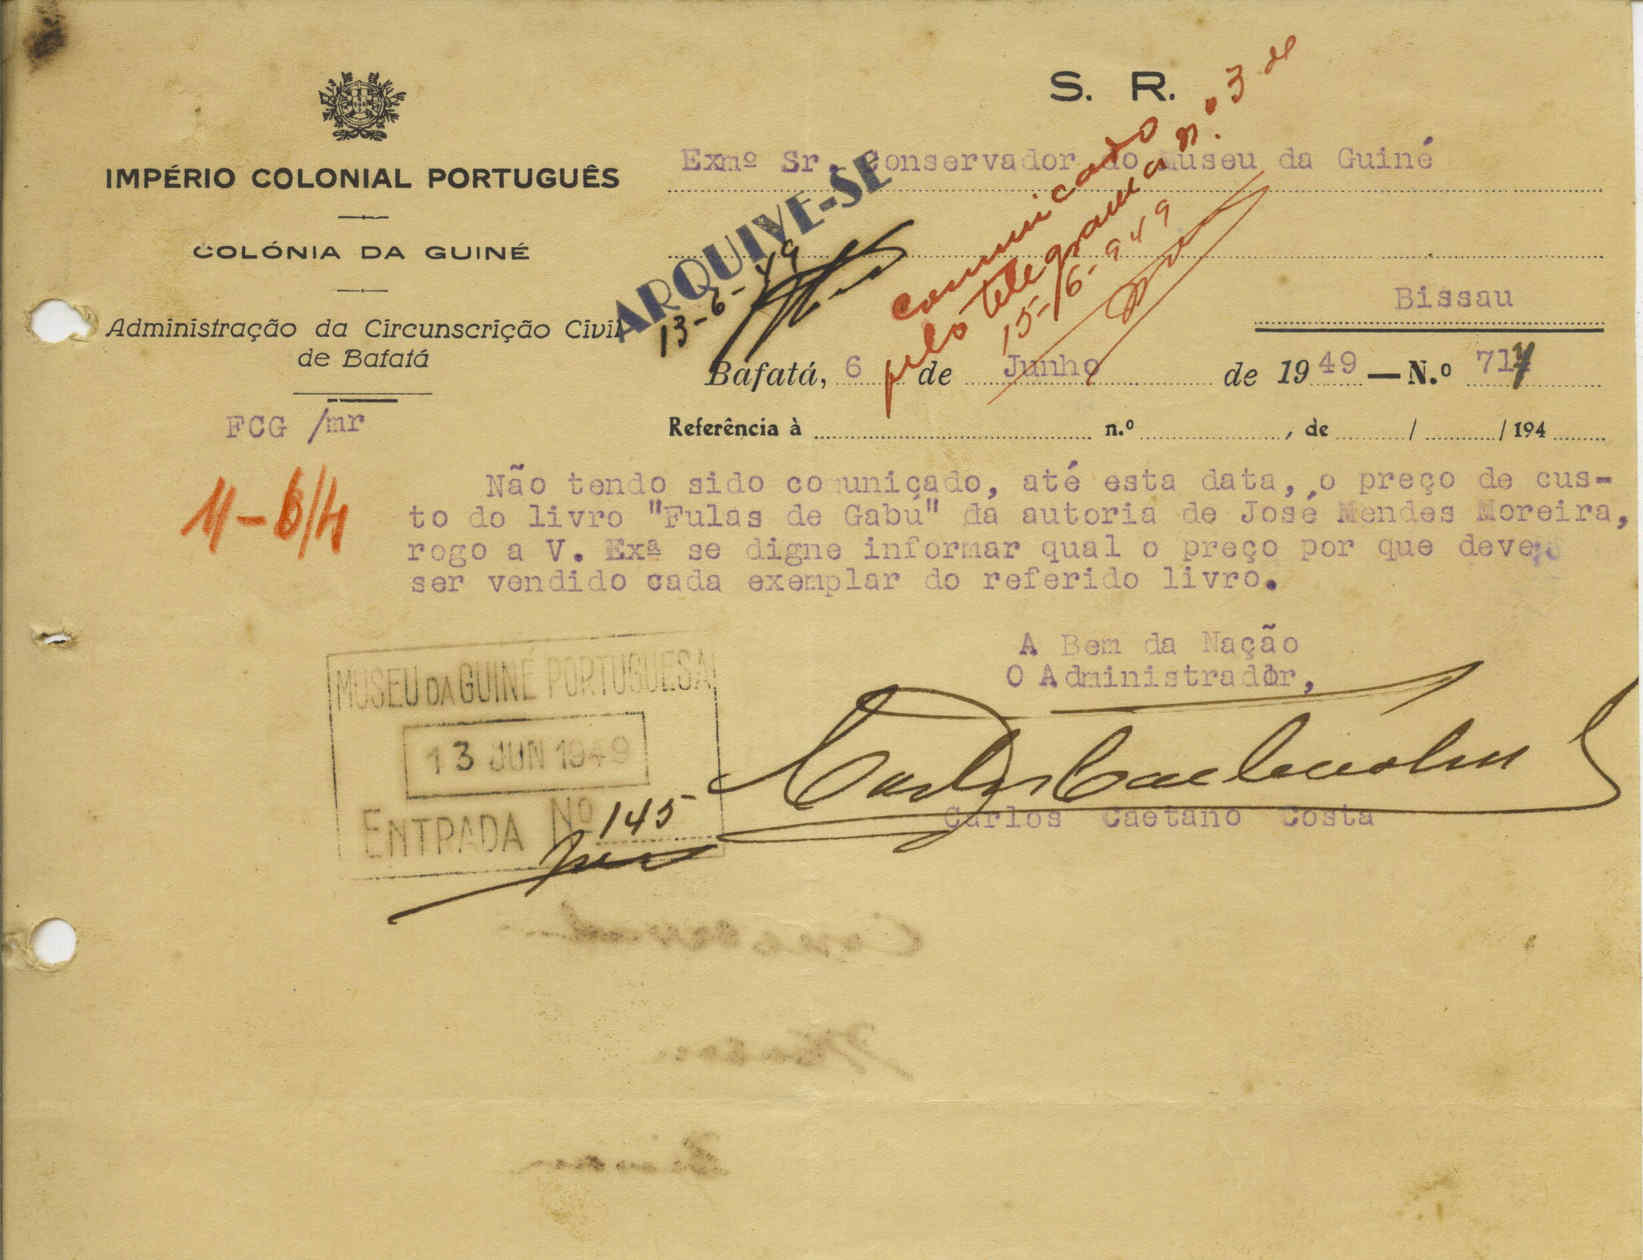 S. R.
IMPÉRIO COLONIAL PORTUGUÊS
COLÓNIA DA GUINÉ
Administração da Circunscrição Civil
de Bafatá
FCG /mr
11-6/4
Exmº Sr. Conservador do Museu da Guiné
Bissau
ARQUIVE-SE
13-6-49
comunicado
pelo telegrama n.º 3 de
15-6-949
Bafatá, 6 de Junho de 1949 — N.º 717
Referência à n.º , de / / 194
Não tendo sido comunicado, até esta data, o preço de cus-
to do livro "Fulas de Gabú" da autoria de José Mendes Moreira,
rogo a V. Exª se digne informar qual o preço por que deve
ser vendido cada exemplar do referido livro.
A Bem da Nação
O Administrador,
Carlos Caetano Costa
MUSEU DA GUINÉ PORTUGUESA
13 JUN 1949
ENTRADA Nº 145